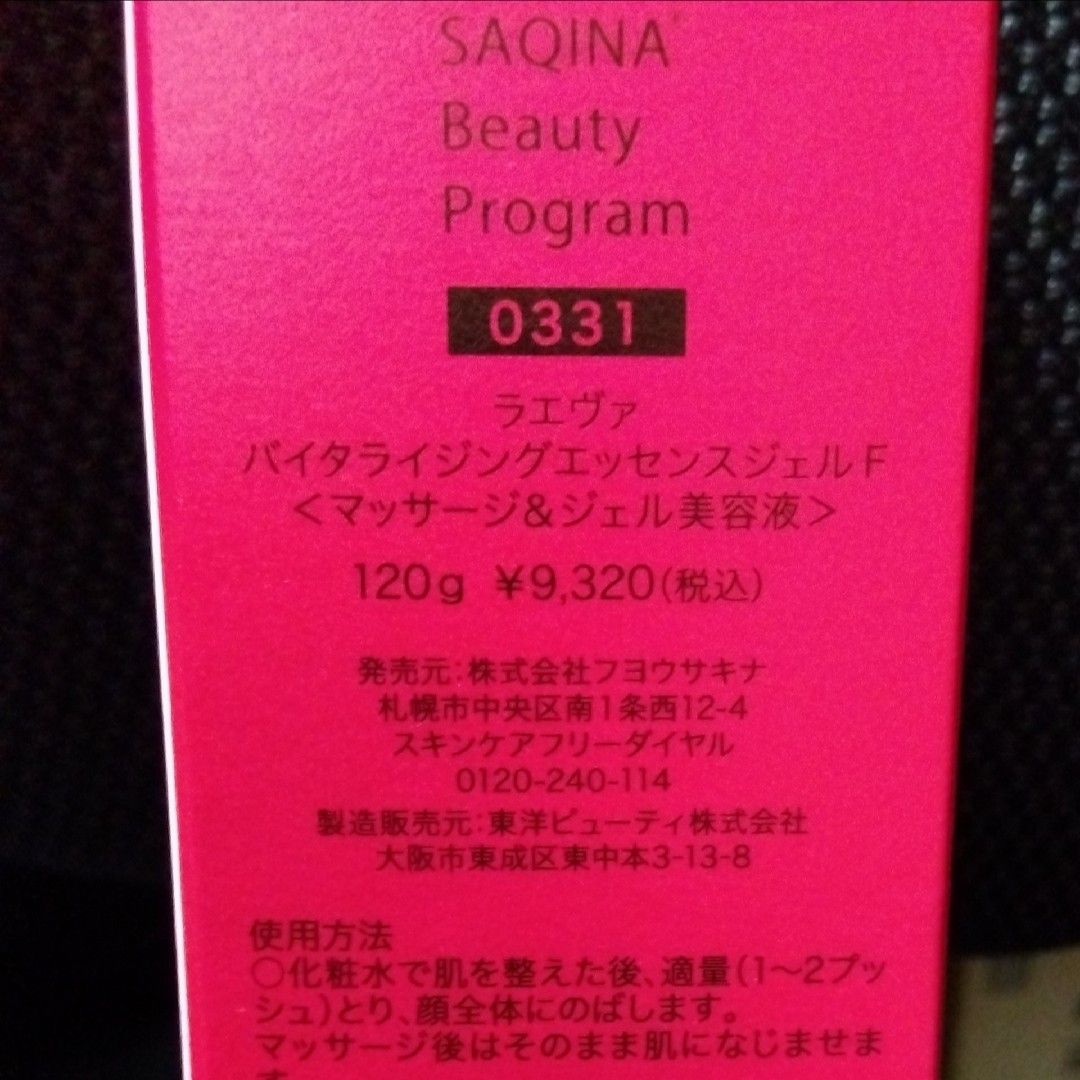 SAQINA®
Beauty
Program
0331
ラエヴァ
バイタライジングエッセンスジェルF
＜マッサージ&ジェル美容液＞
120g ¥9,320(税込)
発売元:株式会社フヨウサキナ
札幌市中央区南1条西12-4
スキンケアフリーダイヤル
0120-240-114
製造販売元:東洋ビューティ株式会社
大阪市東成区東中本3-13-8
使用方法
○化粧水で肌を整えた後、適量(1〜2プッ
シュ)とり、顔全体にのばします。
マッサージ後はそのまま肌になじませま
す